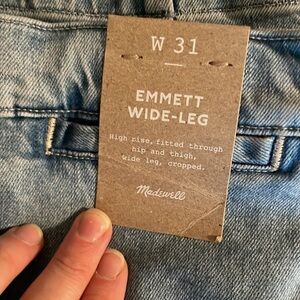 W 31
EMMETT
WIDE-LEG
High rise, fitted through
hip and thigh,
wide leg, cropped.
Madewell